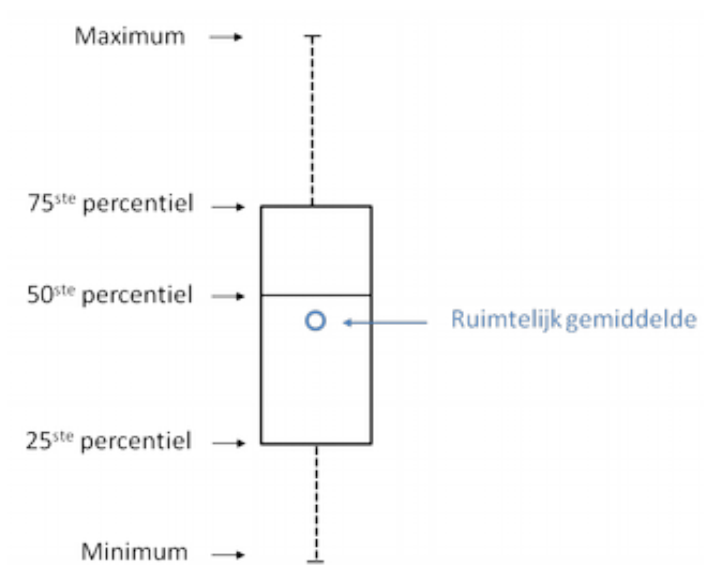 Maximum
75ste percentiel
50ste percentiel
Ruimtelijk gemiddelde
25ste percentiel
Minimum